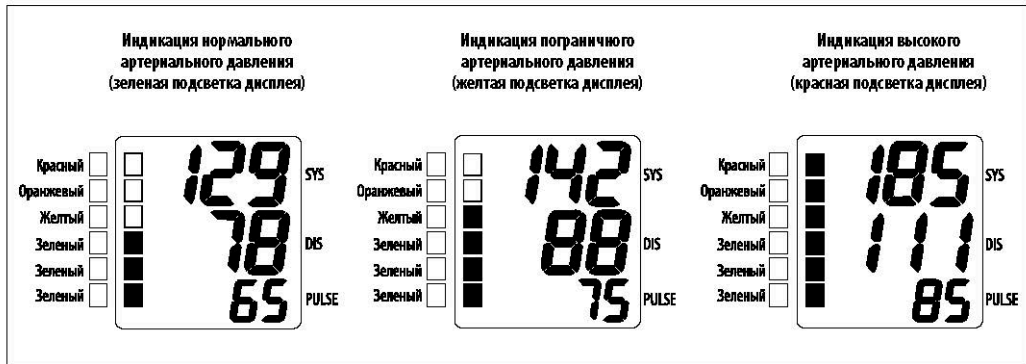 Индикация нормального
артериального давления
(зеленая подсветка дисплея)
Красный
Оранжевый
Желтый
Зеленый
Зеленый
Зеленый
129 SYS
78 DIS
65 PULSE
Индикация пограничного
артериального давления
(желтая подсветка дисплея)
Красный
Оранжевый
Желтый
Зеленый
Зеленый
Зеленый
142 SYS
88 DIS
75 PULSE
Индикация высокого
артериального давления
(красная подсветка дисплея)
Красный
Оранжевый
Желтый
Зеленый
Зеленый
Зеленый
185 SYS
111 DIS
85 PULSE